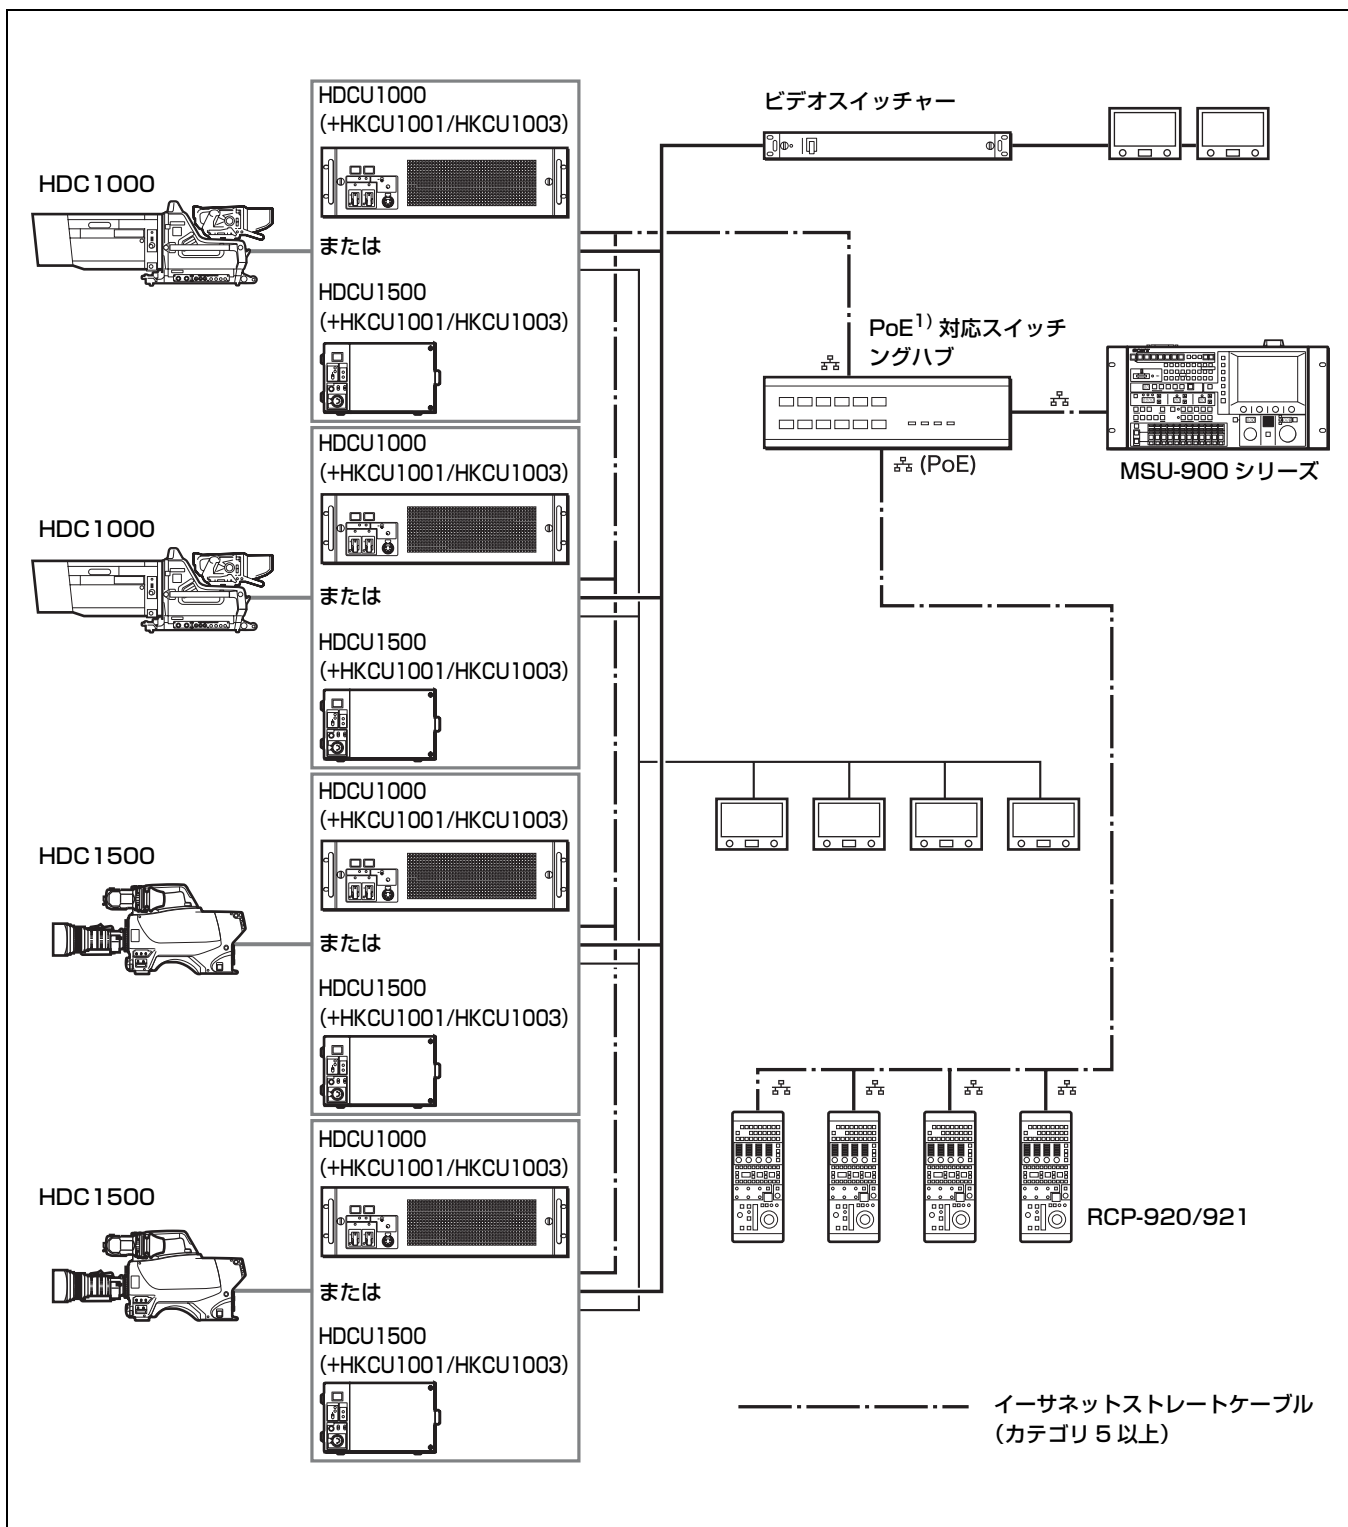 HDCU1000
（+HKCU1001/HKCU1003）
ビデオスイッチャー
HDC1000
または
HDCU1500
（+HKCU1001/HKCU1003）
PoE1) 対応スイッチ
ングハブ
SONY
(PoE)
MSU-900 シリーズ
HDCU1000
（+HKCU1001/HKCU1003）
HDC1000
または
HDCU1500
（+HKCU1001/HKCU1003）
HDCU1000
（+HKCU1001/HKCU1003）
HDC1500
または
HDCU1500
（+HKCU1001/HKCU1003）
HDCU1000
（+HKCU1001/HKCU1003）
HDC1500
RCP-920/921
または
HDCU1500
（+HKCU1001/HKCU1003）
イーサネットストレートケーブル
（カテゴリ 5 以上）